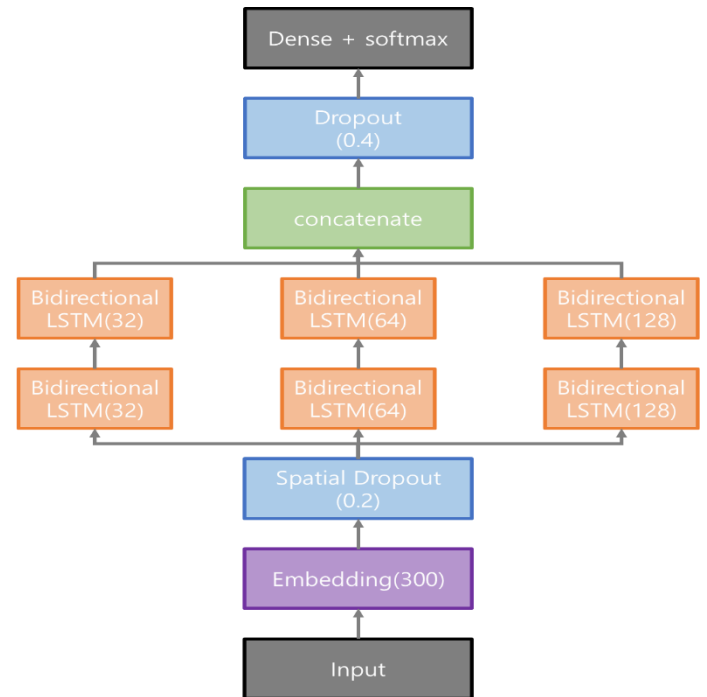 Dense + softmax
Dropout
(0.4)
concatenate
Bidirectional
LSTM(32)
Bidirectional
LSTM(64)
Bidirectional
LSTM(128)
Bidirectional
LSTM(32)
Bidirectional
LSTM(64)
Bidirectional
LSTM(128)
Spatial Dropout
(0.2)
Embedding(300)
Input